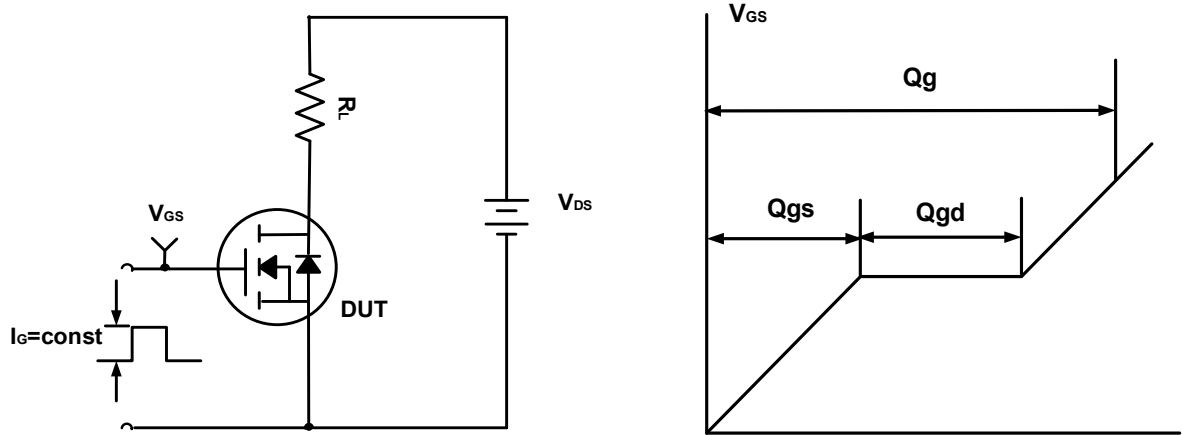 RL
VGS
VDS
DUT
IG=const
VGS
Qg
Qgs
Qgd